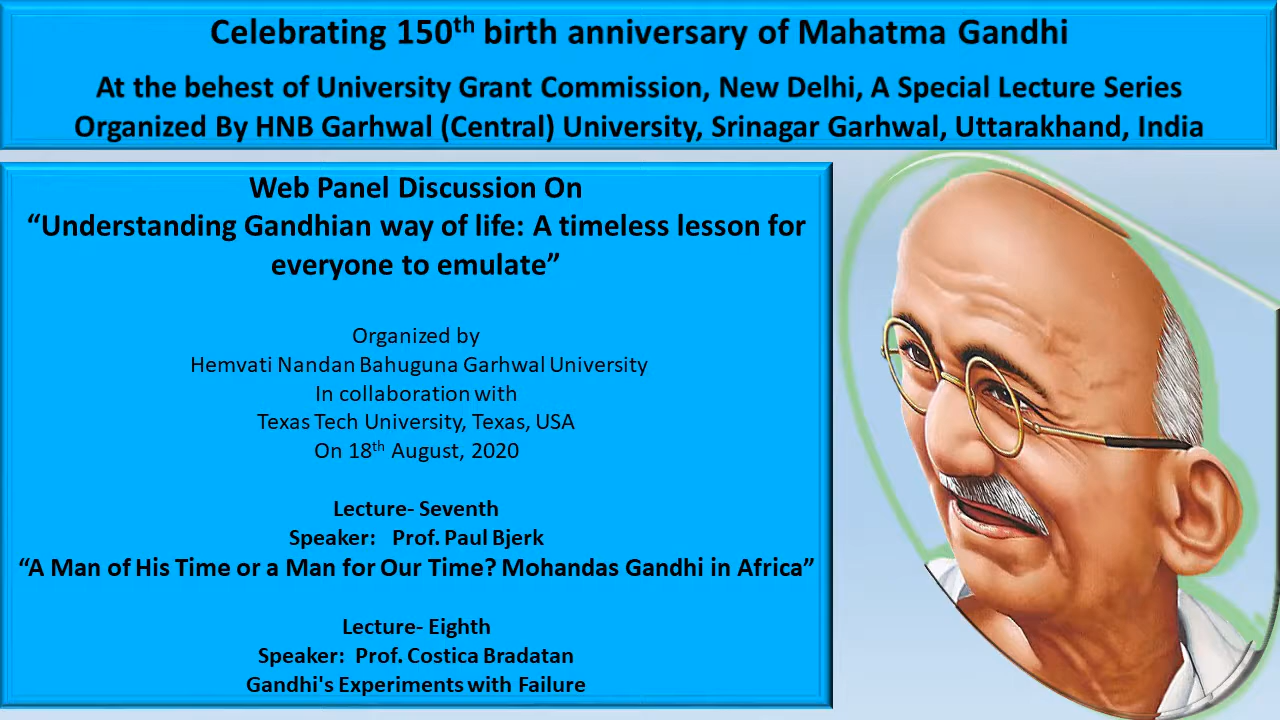 Celebrating 150th birth anniversary of Mahatma Gandhi
At the behest of University Grant Commission, New Delhi, A Special Lecture Series
Organized By HNB Garhwal (Central) University, Srinagar Garhwal, Uttarakhand, India
Web Panel Discussion On
“Understanding Gandhian way of life: A timeless lesson for
everyone to emulate”
Organized by
Hemvati Nandan Bahuguna Garhwal University
In collaboration with
Texas Tech University, Texas, USA
On 18th August, 2020
Lecture- Seventh
Speaker: Prof. Paul Bjerk
“A Man of His Time or a Man for Our Time? Mohandas Gandhi in Africa”
Lecture- Eighth
Speaker: Prof. Costica Bradatan
Gandhi's Experiments with Failure